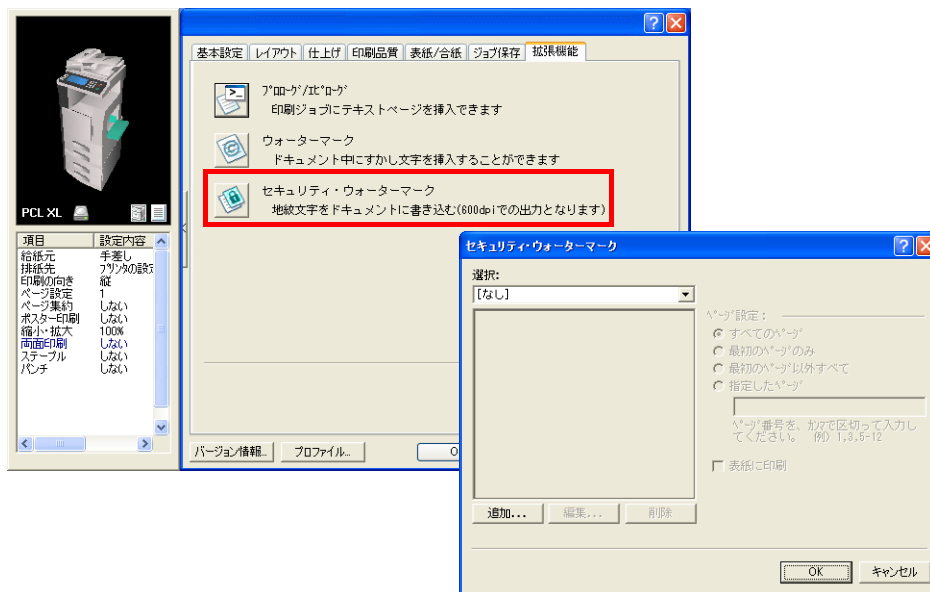 基本設定 レイアウト 仕上げ 印刷品質 表紙/合紙 ジョブ保存 拡張機能
プロローグ/エピローグ
印刷ジョブにテキストページを挿入できます
ウォーターマーク
ドキュメント中にすかし文字を挿入することができます
セキュリティ・ウォーターマーク
地紋文字をドキュメントに書き込む(600dpiでの出力となります)
PCL XL
項目 設定内容
給紙元 手差し
排紙先 プリンタの設定
印刷の向き 縦
ページ設定 1
ページ集約 しない
ポスター印刷 しない
縮小・拡大 100%
両面印刷 しない
ステープル しない
パンチ しない
バージョン情報... プロファイル... O
セキュリティ・ウォーターマーク
選択:
[なし]
ページ設定:
すべてのページ
最初のページのみ
最初のページ以外すべて
指定したページ
ページ番号を、カンマで区切って入力し
てください。 例) 1,3,5-12
表紙に印刷
追加... 編集... 削除
OK キャンセル